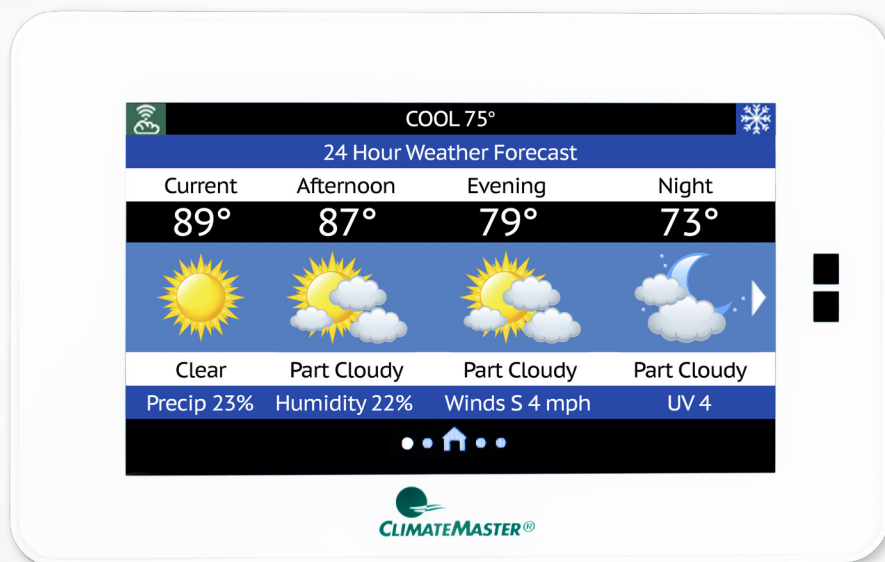 COOL 75°
24 Hour Weather Forecast
Current Afternoon Evening Night
89° 87° 79° 73°
Clear Part Cloudy Part Cloudy Part Cloudy
Precip 23% Humidity 22% Winds S 4 mph UV 4
CLIMATEMASTER®